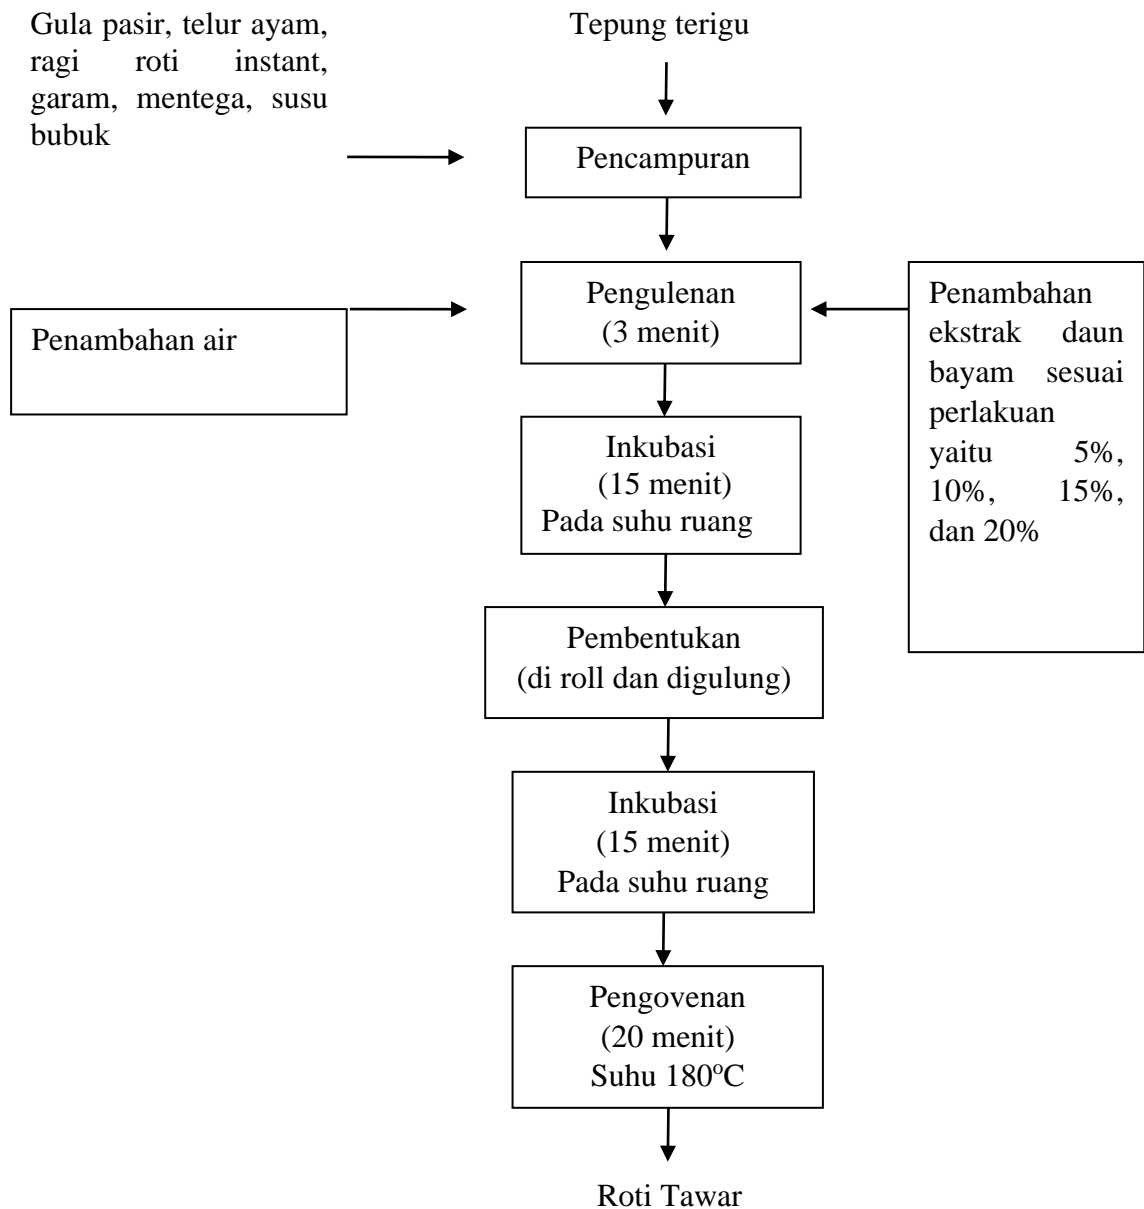 Gula pasir, telur ayam,
ragi roti instant,
garam, mentega, susu
bubuk
Tepung terigu
Pencampuran
Pengulenan
(3 menit)
Penambahan air
Penambahan
ekstrak daun
bayam sesuai
perlakuan
yaitu 5%,
10%, 15%,
dan 20%
Inkubasi
(15 menit)
Pada suhu ruang
Pembentukan
(di roll dan digulung)
Inkubasi
(15 menit)
Pada suhu ruang
Pengovenan
(20 menit)
Suhu 180ºC
Roti Tawar